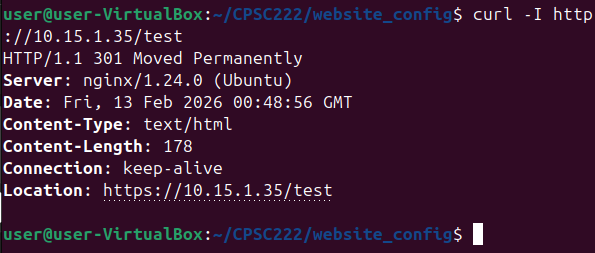 user@user-VirtualBox:~/CPSC222/website_config$ curl -I http
://10.15.1.35/test
HTTP/1.1 301 Moved Permanently
Server: nginx/1.24.0 (Ubuntu)
Date: Fri, 13 Feb 2026 00:48:56 GMT
Content-Type: text/html
Content-Length: 178
Connection: keep-alive
Location: https://10.15.1.35/test
user@user-VirtualBox:~/CPSC222/website_config$